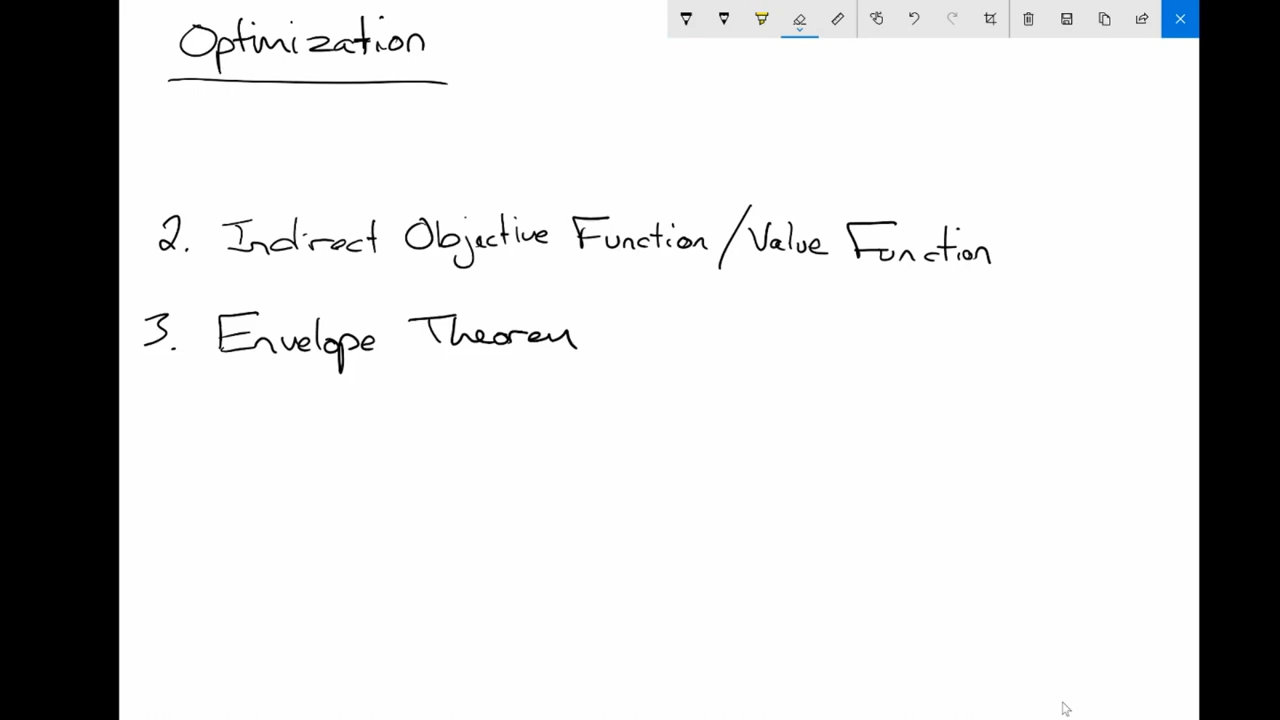 Optimization
2. Indirect Objective Function/Value Function
3. Envelope Theorem